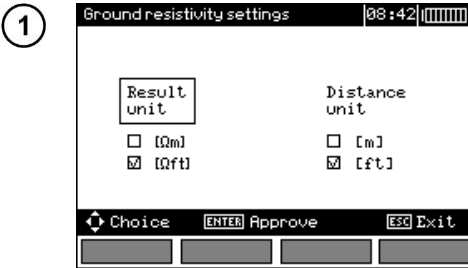 1
Ground resistivity settings 08:42
Result unit
Distance unit
[Ωm]
[m]
[Ωft]
[ft]
Choice ENTER Approve ESC Exit